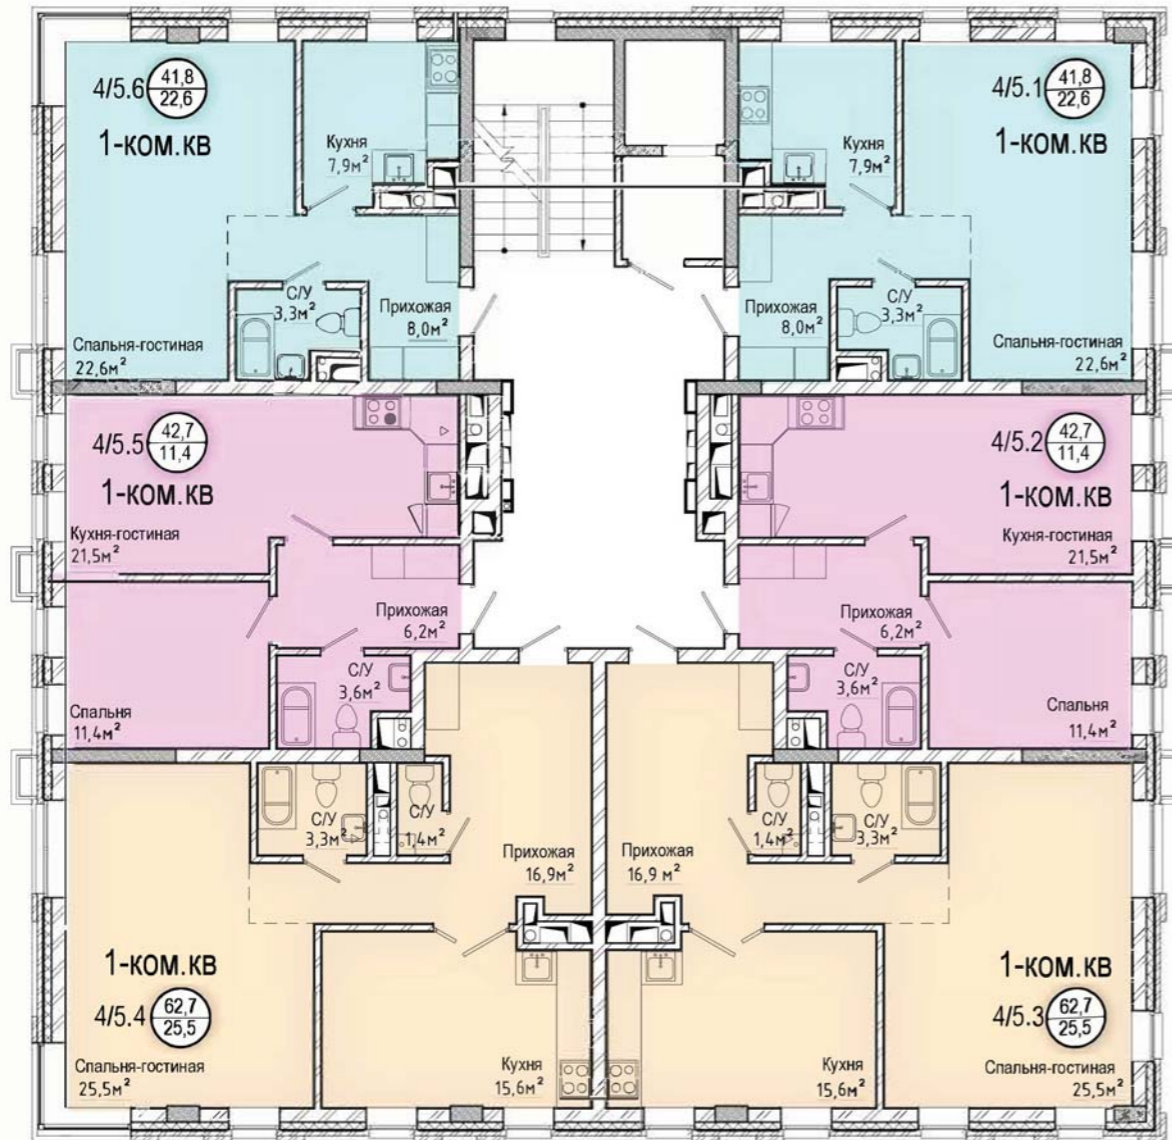 4/5.6
41,8
22,6
1-ком.кв
Кухня
7,9м²
С/У
3,3м²
Прихожая
8,0м²
Спальня-гостиная
22,6м²
4/5.1
41,8
22,6
1-ком.кв
Кухня
7,9м²
С/У
3,3м²
Прихожая
8,0м²
Спальня-гостиная
22,6м²
4/5.5
42,7
11,4
1-ком.кв
Кухня-гостиная
21,5м²
Прихожая
6,2м²
С/У
3,6м²
Спальня
11,4м²
4/5.2
42,7
11,4
1-ком.кв
Кухня-гостиная
21,5м²
Прихожая
6,2м²
С/У
3,6м²
Спальня
11,4м²
С/У
3,3м²
С/У
1,4м²
Прихожая
16,9м²
1-ком.кв
4/5.4
62,7
25,5
Спальня-гостиная
25,5м²
Кухня
15,6м²
Прихожая
16,9 м²
С/У
1,4м²
С/У
3,3м²
1-ком.кв
4/5.3
62,7
25,5
Кухня
15,6м²
Спальня-гостиная
25,5м²